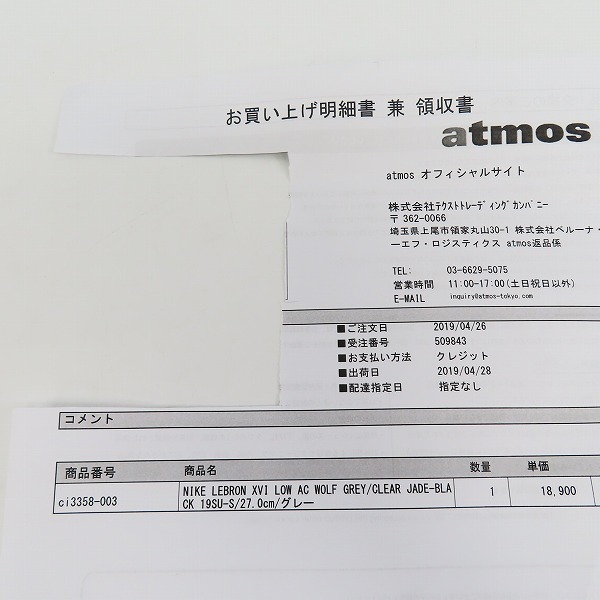 お買い上げ明細書 兼 領収書
atmos
atmos オフィシャルサイト
株式会社ﾃｸｽﾄﾄﾚｰﾃﾞｨﾝｸﾞｶﾝﾊﾟﾆｰ
〒 362-0066
埼玉県上尾市領家丸山30-1 株式会社ベルーナ・
ーエフ・ロジスティクス atmos返品係
TEL: 03-6629-5075
営業時間 11:00-17:00(土日祝日以外)
E-MAIL inquiry@atmos-tokyo.com
■ご注文日 2019/04/26
■受注番号 509843
■お支払い方法 クレジット
■出荷日 2019/04/28
■配達指定日 指定なし
コメント
商品番号 商品名 数量 単価
ci3358-003 NIKE LEBRON XVI LOW AC WOLF GREY/CLEAR JADE-BLA 1 18,900
CK 19SU-S/27.0cm/グレー